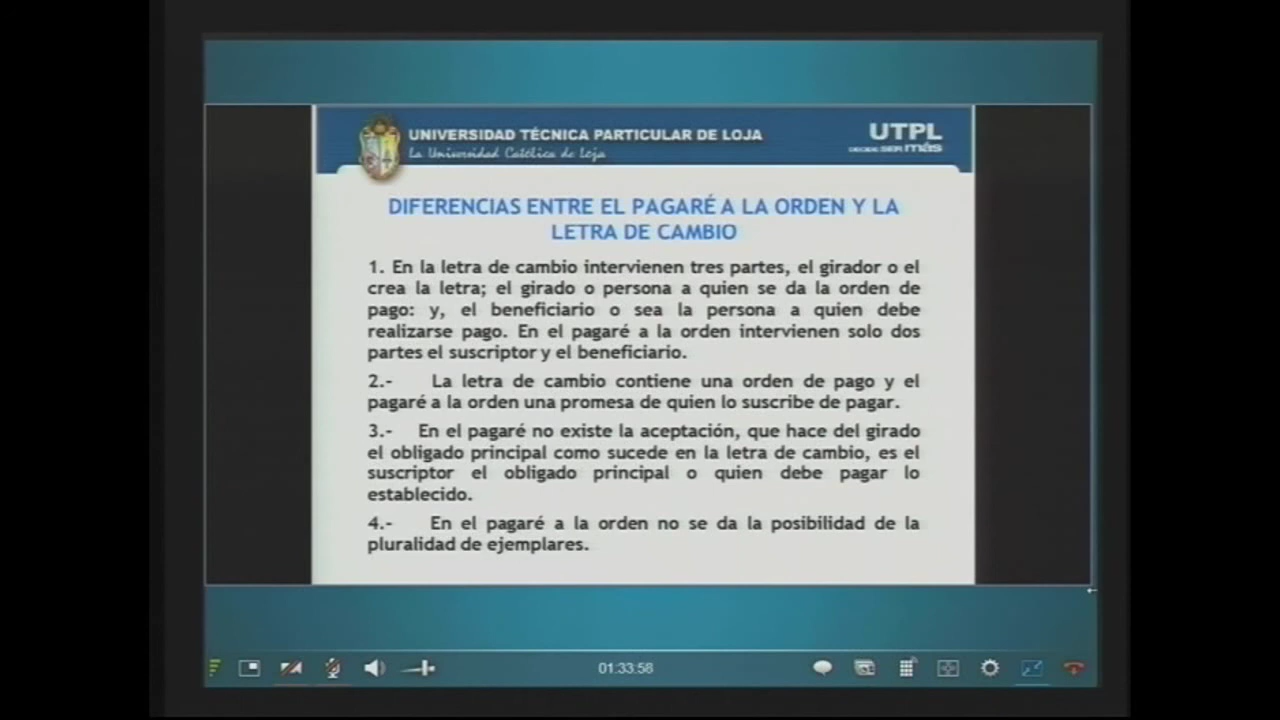 UNIVERSIDAD TÉCNICA PARTICULAR DE LOJA
La Universidad Católica de Loja
UTPL
DECIDE SER más
DIFERENCIAS ENTRE EL PAGARÉ A LA ORDEN Y LA
LETRA DE CAMBIO
1. En la letra de cambio intervienen tres partes, el girador o el
crea la letra; el girado o persona a quien se da la orden de
pago: y, el beneficiario o sea la persona a quien debe
realizarse pago. En el pagaré a la orden intervienen solo dos
partes el suscriptor y el beneficiario.
2.- La letra de cambio contiene una orden de pago y el
pagaré a la orden una promesa de quien lo suscribe de pagar.
3.- En el pagaré no existe la aceptación, que hace del girado
el obligado principal como sucede en la letra de cambio, es el
suscriptor el obligado principal o quien debe pagar lo
establecido.
4.- En el pagaré a la orden no se da la posibilidad de la
pluralidad de ejemplares.
01:33:58